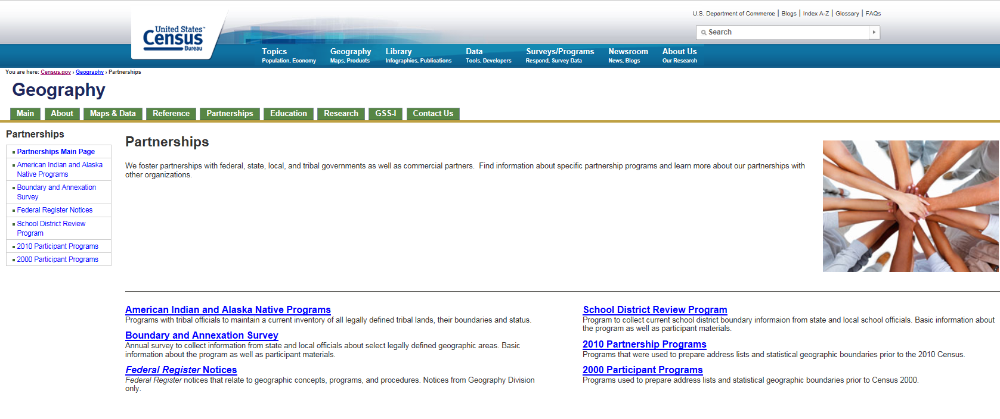 U.S. Department of Commerce | Blogs | Index A-Z | Glossary | FAQs
United States™
Census
Bureau
Search
Topics Geography Library Data Surveys/Programs Newsroom About Us
Population, Economy Maps, Products Infographics, Publications Tools, Developers Respond, Survey Data News, Blogs Our Research
You are here: Census.gov › Geography › Partnerships
Geography
Main About Maps & Data Reference Partnerships Education Research GSS-I Contact Us
Partnerships
Partnerships Main Page
American Indian and Alaska
Native Programs
Boundary and Annexation
Survey
Federal Register Notices
School District Review
Program
2010 Participant Programs
2000 Participant Programs
Partnerships
We foster partnerships with federal, state, local, and tribal governments as well as commercial partners. Find information about specific partnership programs and learn more about our partnerships with
other organizations.
American Indian and Alaska Native Programs
Programs with tribal officials to maintain a current inventory of all legally defined tribal lands, their boundaries and status.
Boundary and Annexation Survey
Annual survey to collect information from state and local officials about select legally defined geographic areas. Basic
information about the program as well as participant materials.
Federal Register Notices
Federal Register notices that relate to geographic concepts, programs, and procedures. Notices from Geography Division
only.
School District Review Program
Program to collect current school district boundary informaion from state and local school officials. Basic information about
the program as well as participant materials.
2010 Partnership Programs
Programs that were used to prepare address lists and statistical geographic boundaries prior to the 2010 Census.
2000 Participant Programs
Programs used to prepare address lists and statistical geographic boundaries prior to Census 2000.